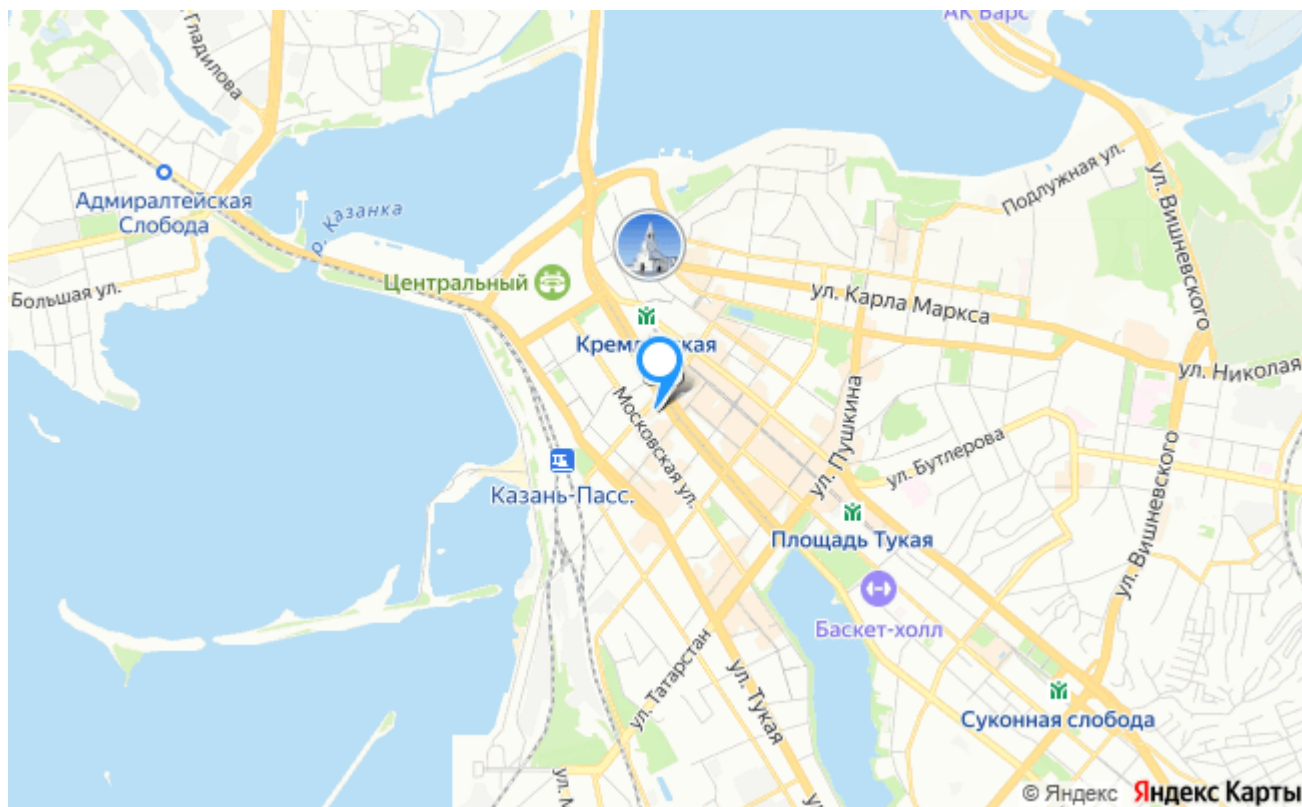 АК Барс
ул. Гладилова
Адмиралтейская
Слобода
р. Казанка
Подлужная ул.
ул. Вишневского
Центральный
Большая ул.
ул. Карла Маркса
ул. Николая
Московская ул.
ул. Пушкина
ул. Бутлерова
Казань-Пасс.
Площадь Тукая
ул. Вишневского
Баскет-холл
ул. Татарстан
ул. Тукая
Суконная слобода
© Яндекс Яндекс Карты